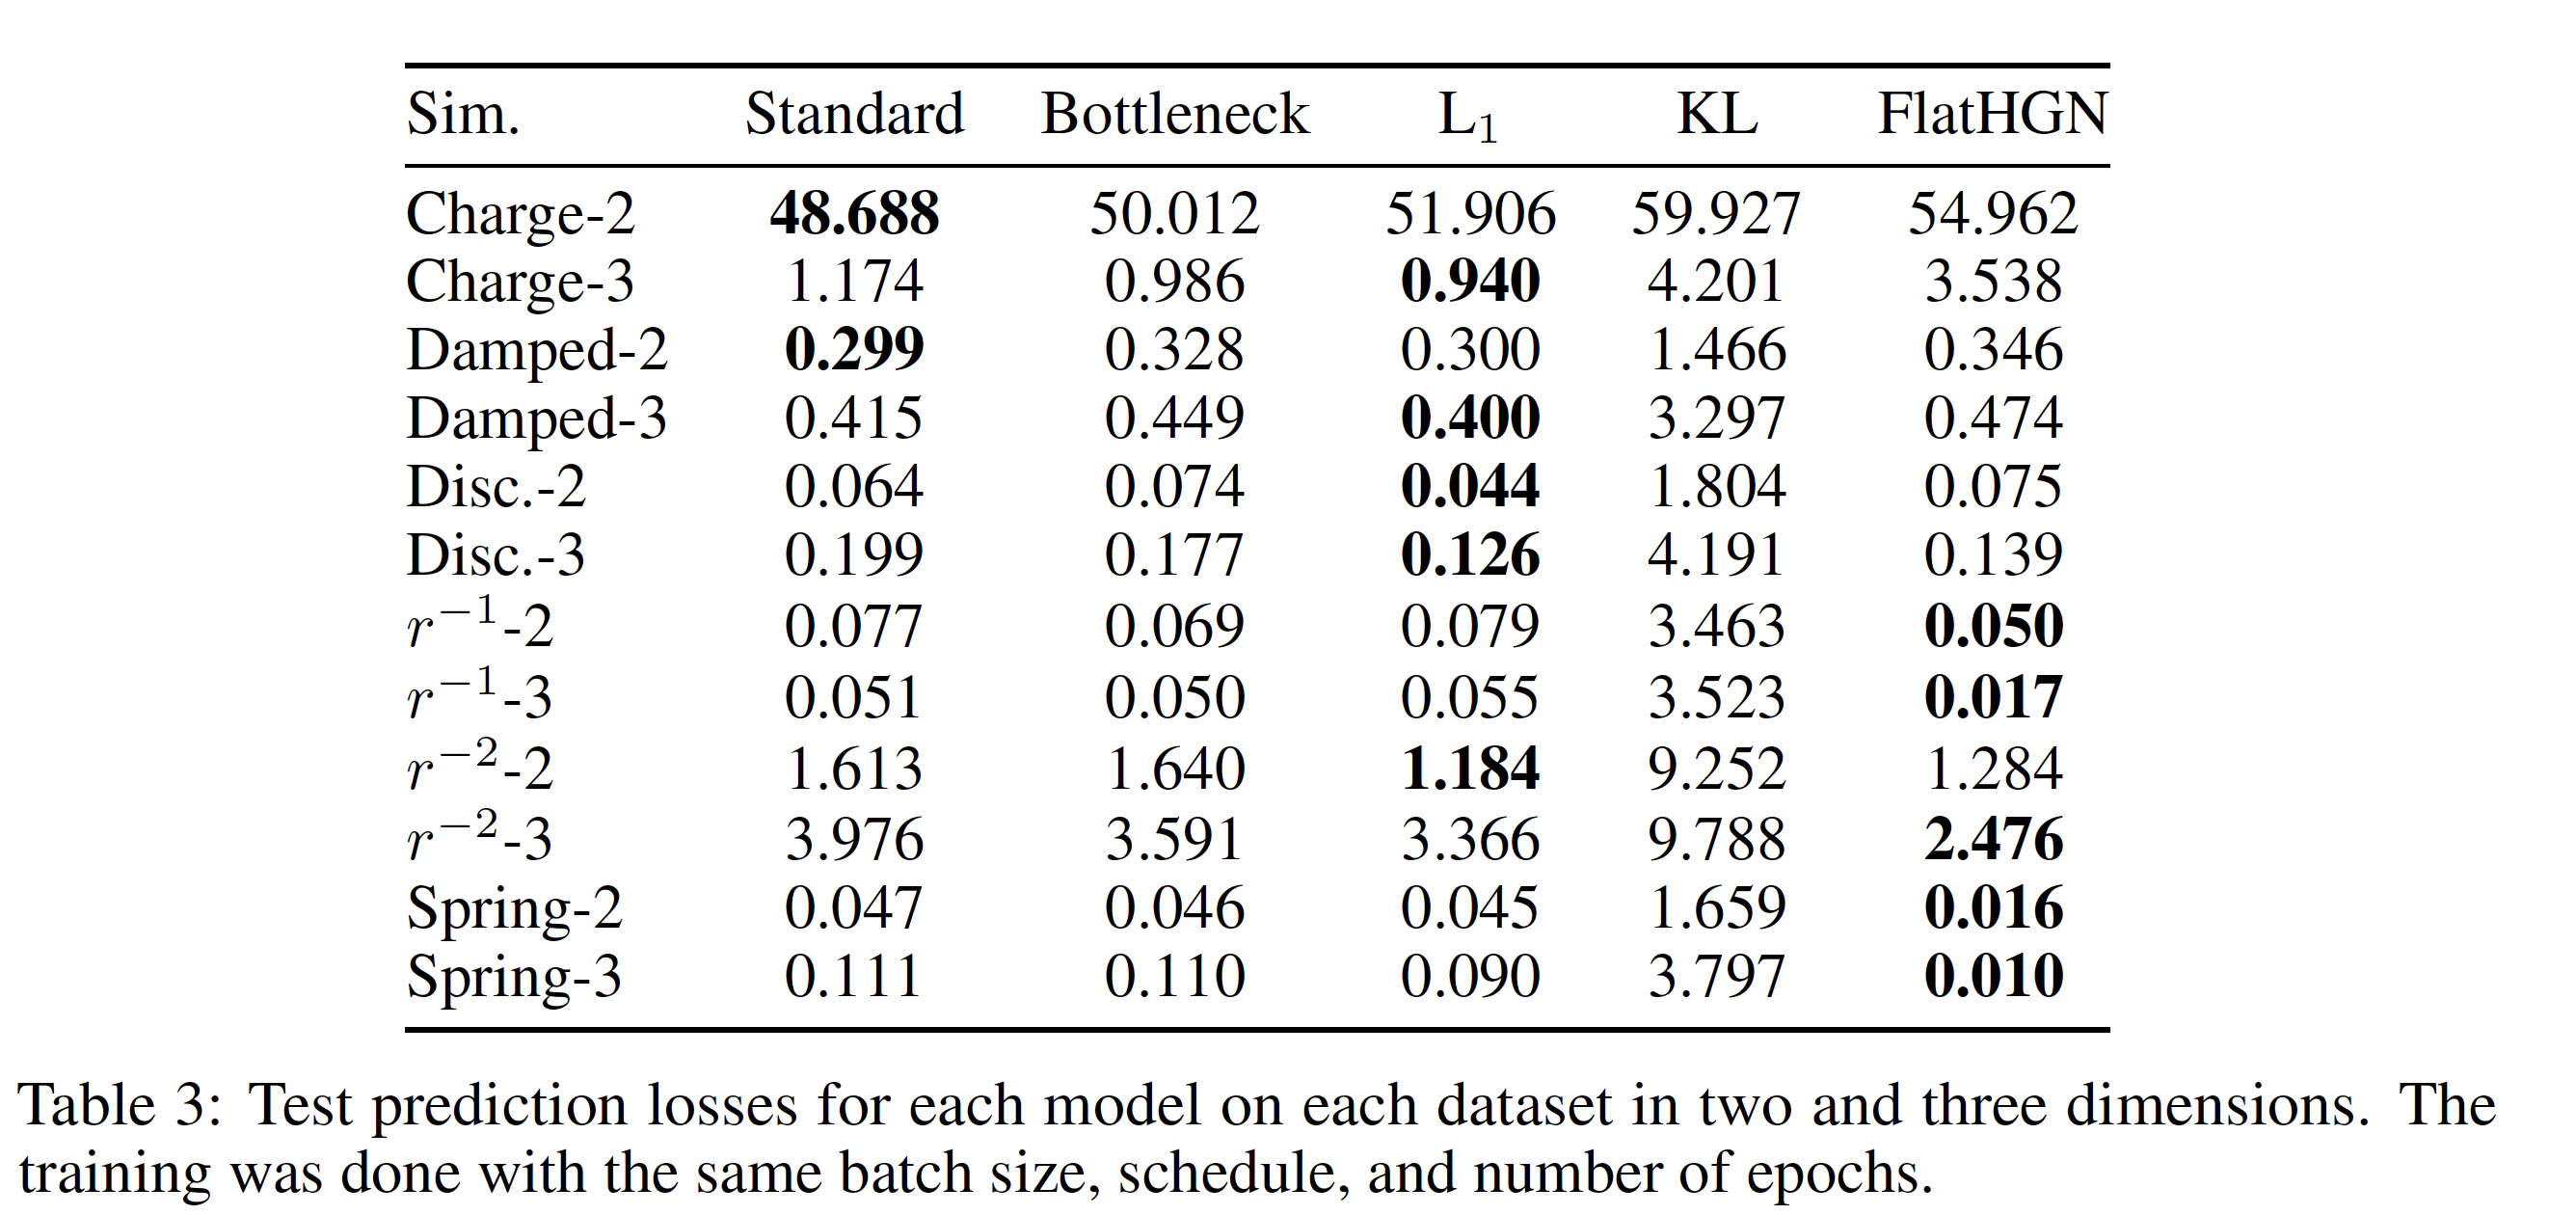 Sim. Standard Bottleneck L₁ KL FlatHGN
Charge-2 48.688 50.012 51.906 59.927 54.962
Charge-3 1.174 0.986 0.940 4.201 3.538
Damped-2 0.299 0.328 0.300 1.466 0.346
Damped-3 0.415 0.449 0.400 3.297 0.474
Disc.-2 0.064 0.074 0.044 1.804 0.075
Disc.-3 0.199 0.177 0.126 4.191 0.139
r⁻¹-2 0.077 0.069 0.079 3.463 0.050
r⁻¹-3 0.051 0.050 0.055 3.523 0.017
r⁻²-2 1.613 1.640 1.184 9.252 1.284
r⁻²-3 3.976 3.591 3.366 9.788 2.476
Spring-2 0.047 0.046 0.045 1.659 0.016
Spring-3 0.111 0.110 0.090 3.797 0.010
Table 3: Test prediction losses for each model on each dataset in two and three dimensions. The
training was done with the same batch size, schedule, and number of epochs.